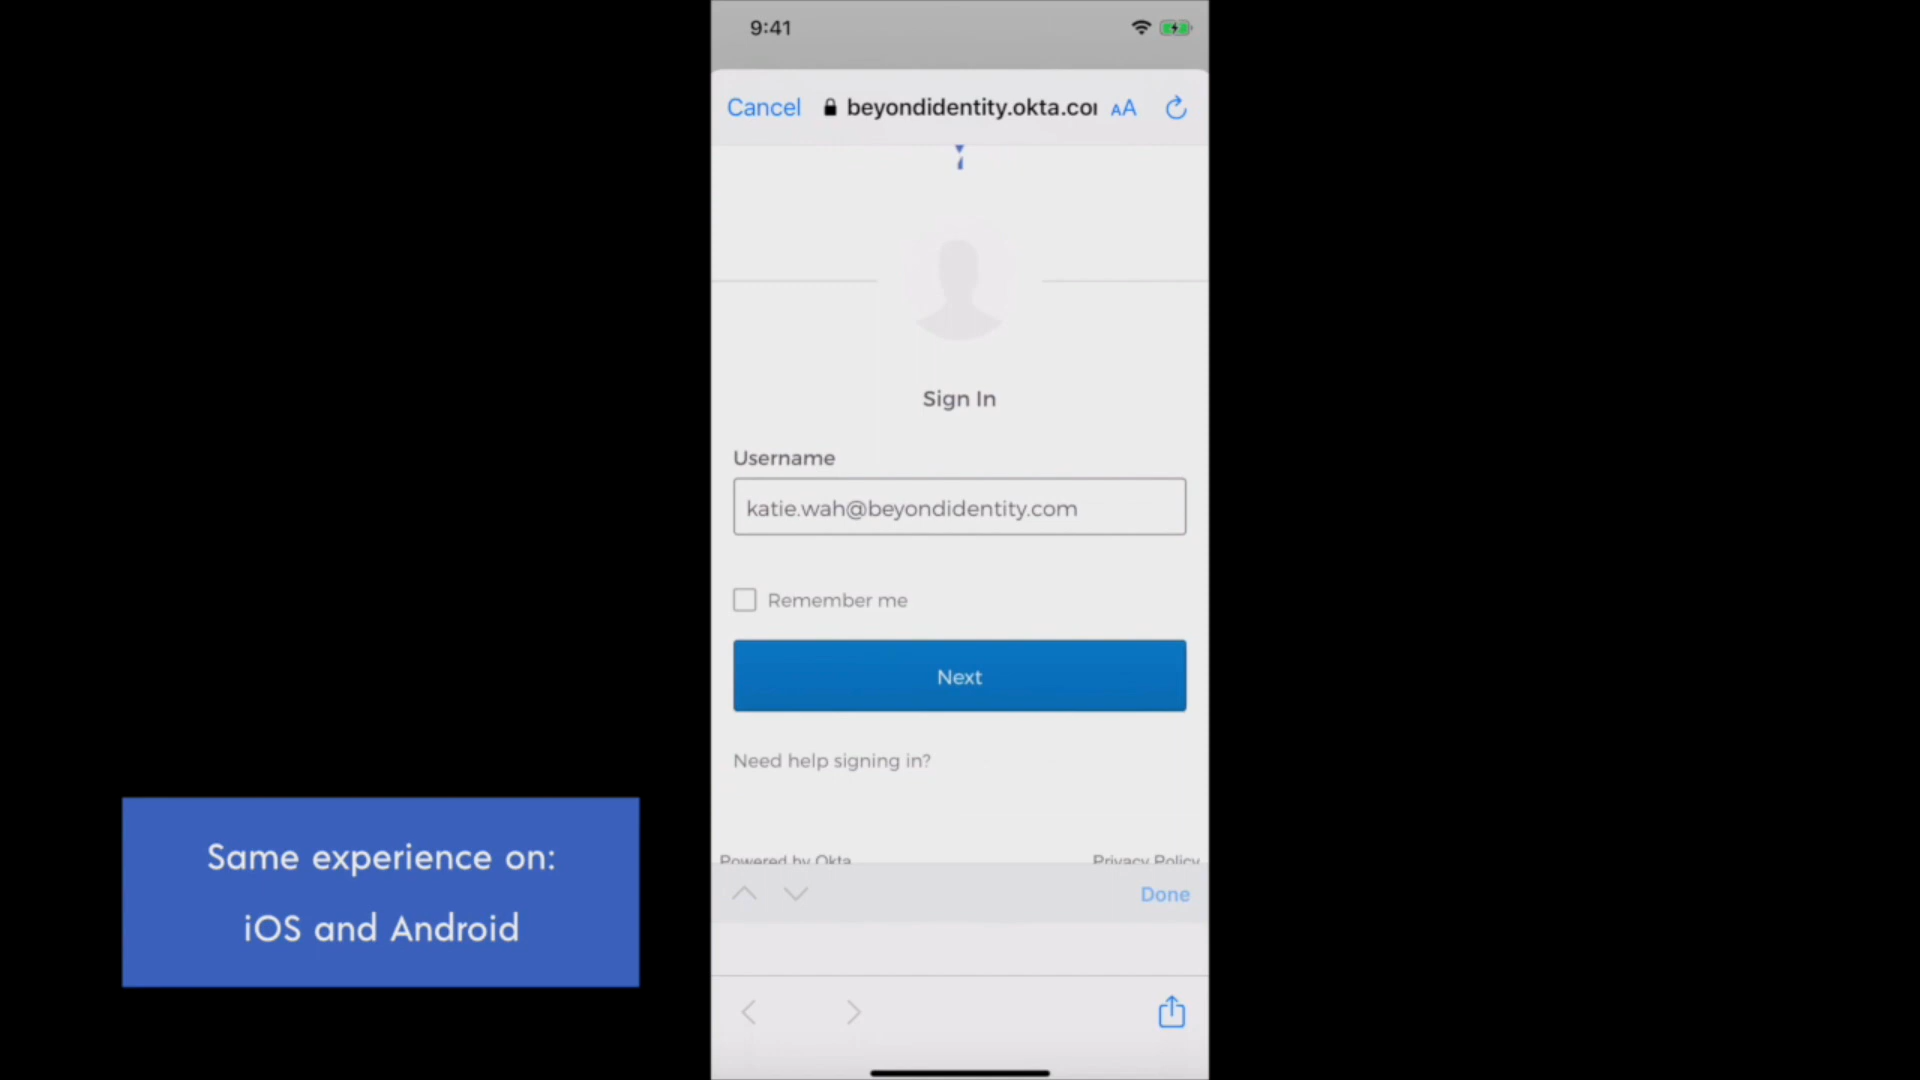 9:41
Cancel beyondidentity.okta.co AA
Sign In
Username
katie.wah@beyondidentity.com
Remember me
Next
Need help signing in?
Powered by Okta Privacy Policy
Done
Same experience on:
iOS and Android